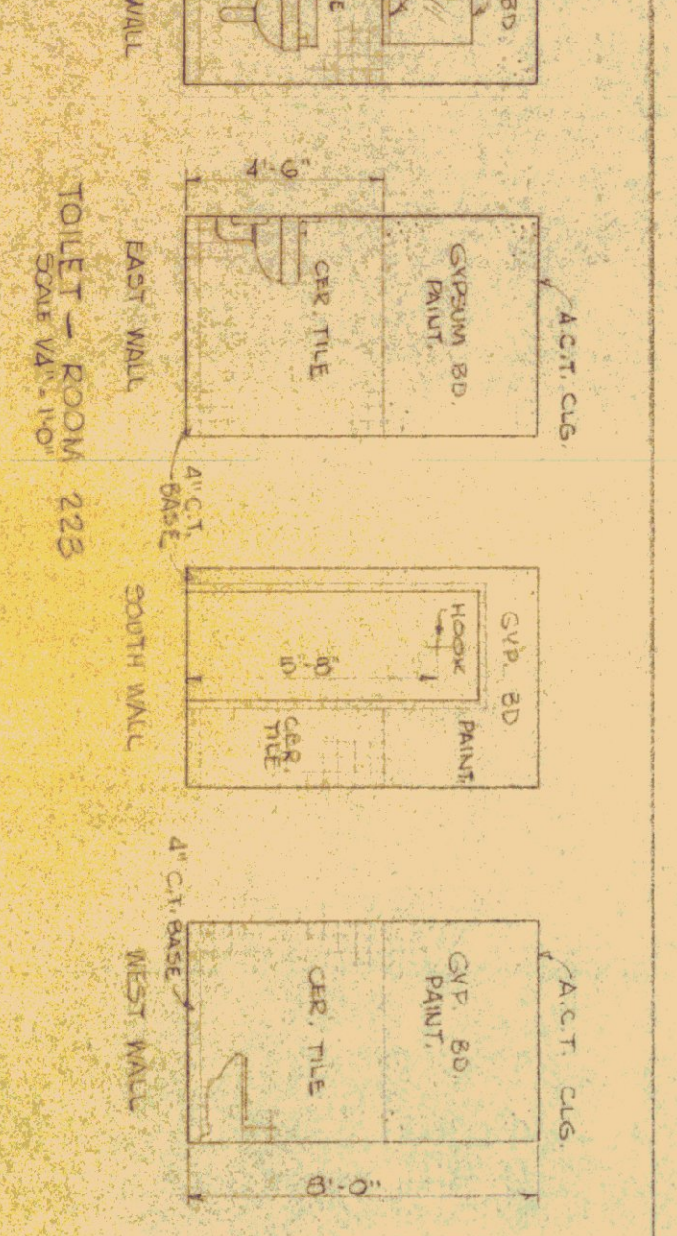 BD.
WALL
4'-6"
A.C.T. CLG.
GYPSUM BD.
PAINT.
CER. TILE
EAST WALL
TOILET - ROOM 223
SCALE 1/4" = 1'-0"
4" C.T.
BASE
GYP. BD
HOOK
PAINT.
5'-8"
CER.
TILE
SOUTH WALL
A.C.T. CLG.
GYP. BD.
PAINT.
CER. TILE
4" C.T. BASE
WEST WALL
8'-0"